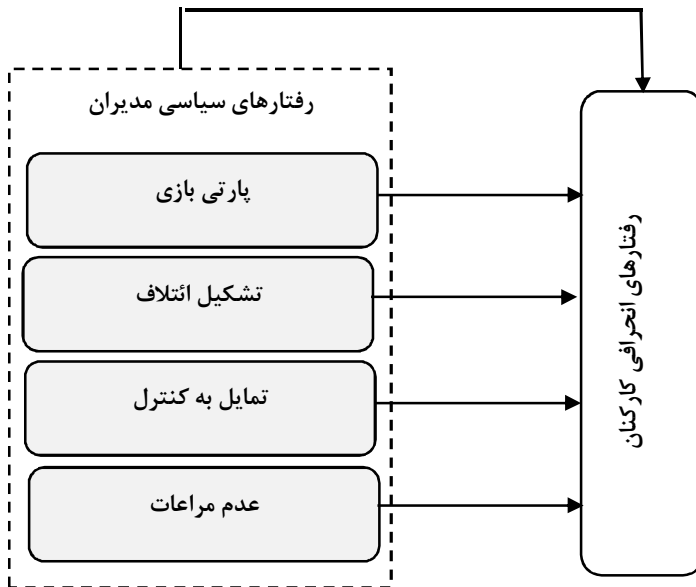 رفتارهای سیاسی مدیران
پارتی بازی
تشکیل ائتلاف
تمایل به کنترل
عدم مراعات
رفتارهای انحرافی کارکنان